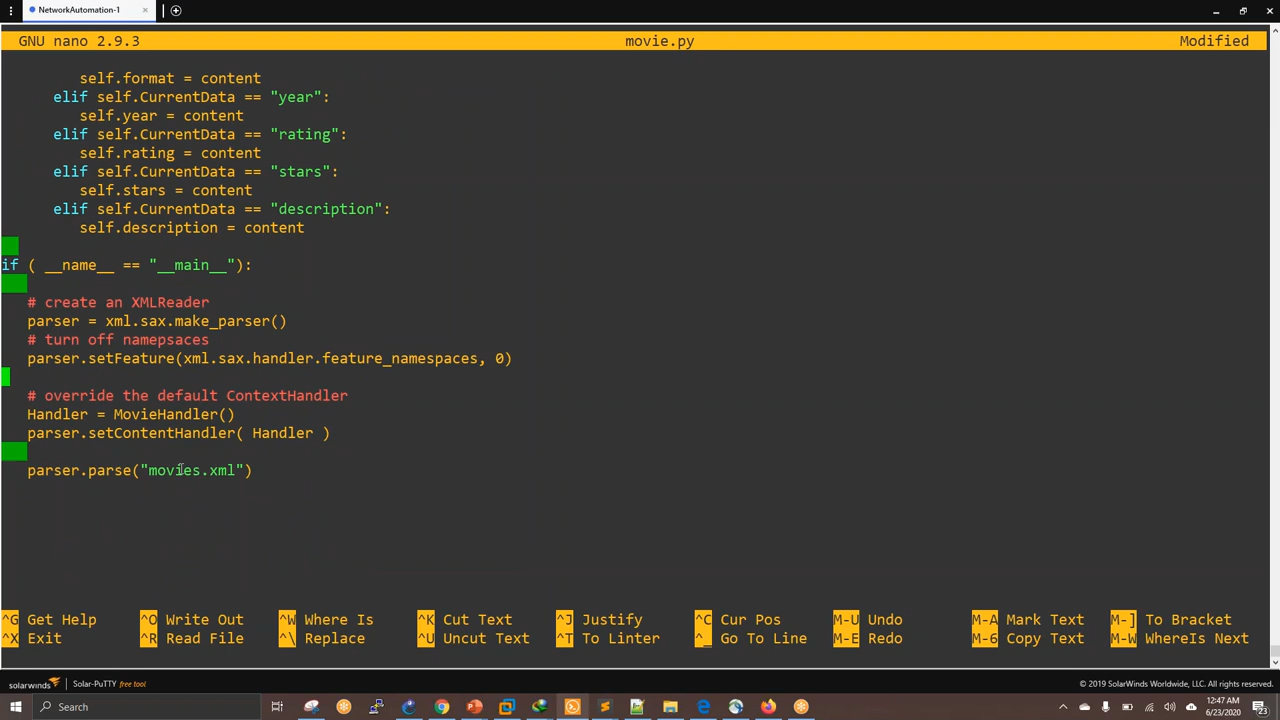 NetworkAutomation-1
GNU nano 2.9.3 movie.py Modified
self.format = content
elif self.CurrentData == "year":
self.year = content
elif self.CurrentData == "rating":
self.rating = content
elif self.CurrentData == "stars":
self.stars = content
elif self.CurrentData == "description":
self.description = content
if ( __name__ == "__main__"):
# create an XMLReader
parser = xml.sax.make_parser()
# turn off namepsaces
parser.setFeature(xml.sax.handler.feature_namespaces, 0)
# override the default ContextHandler
Handler = MovieHandler()
parser.setContentHandler( Handler )
parser.parse("movies.xml")
^G Get Help ^O Write Out ^W Where Is ^K Cut Text ^J Justify ^C Cur Pos M-U Undo M-A Mark Text M-] To Bracket
^X Exit ^R Read File ^\ Replace ^U Uncut Text ^T To Linter ^_ Go To Line M-E Redo M-6 Copy Text M-W WhereIs Next
solarwinds Solar-PuTTY free tool © 2019 SolarWinds Worldwide, LLC. All rights reserved.
Search
12:47 AM
6/23/2020
23